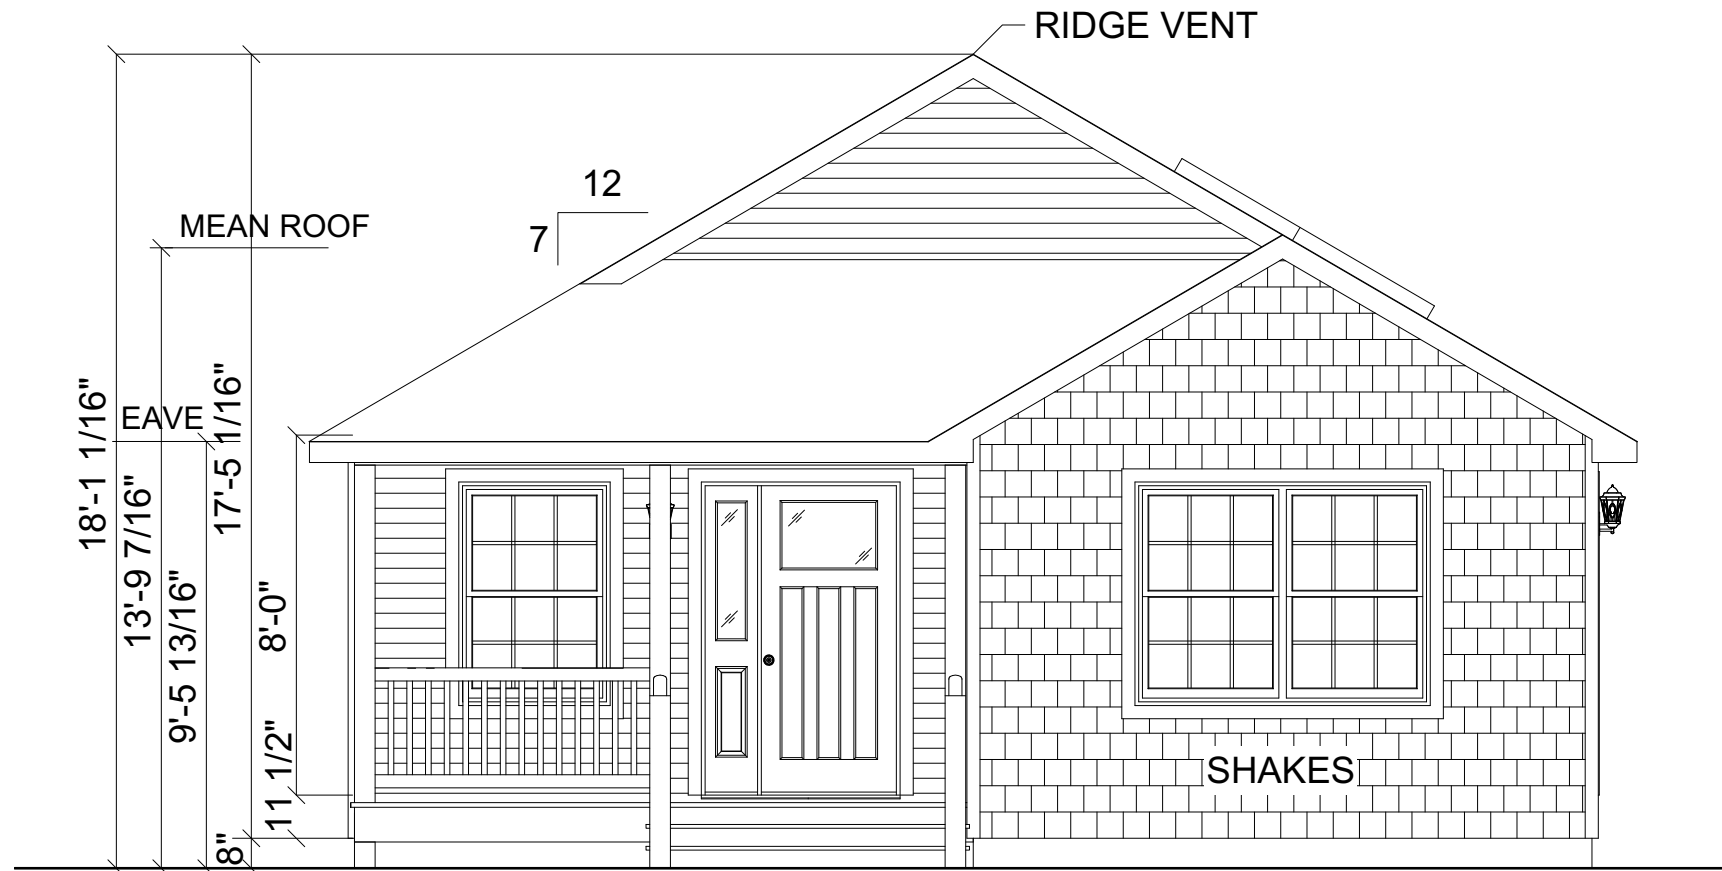 RIDGE VENT
12
7
MEAN ROOF
EAVE
18'-1 1/16"
13'-9 7/16"
9'-5 13/16"
17'-5 1/16"
8'-0"
11 1/2"
8"
SHAKES